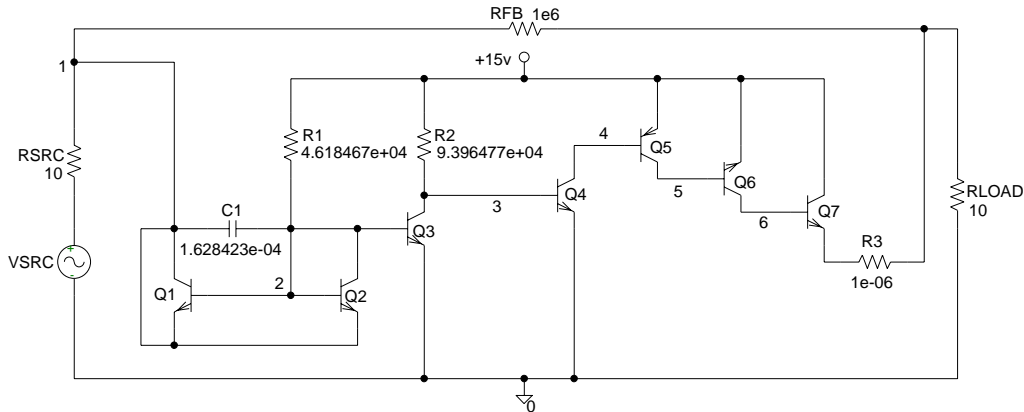 RFB 1e6
+15v
1
R1
4.618467e+04
R2
9.396477e+04
4
Q5
RSRC
10
5
Q6
RLOAD
10
3
Q4
6
Q7
C1
1.628423e-04
Q3
R3
1e-06
VSRC
+
-
Q1
2
Q2
0